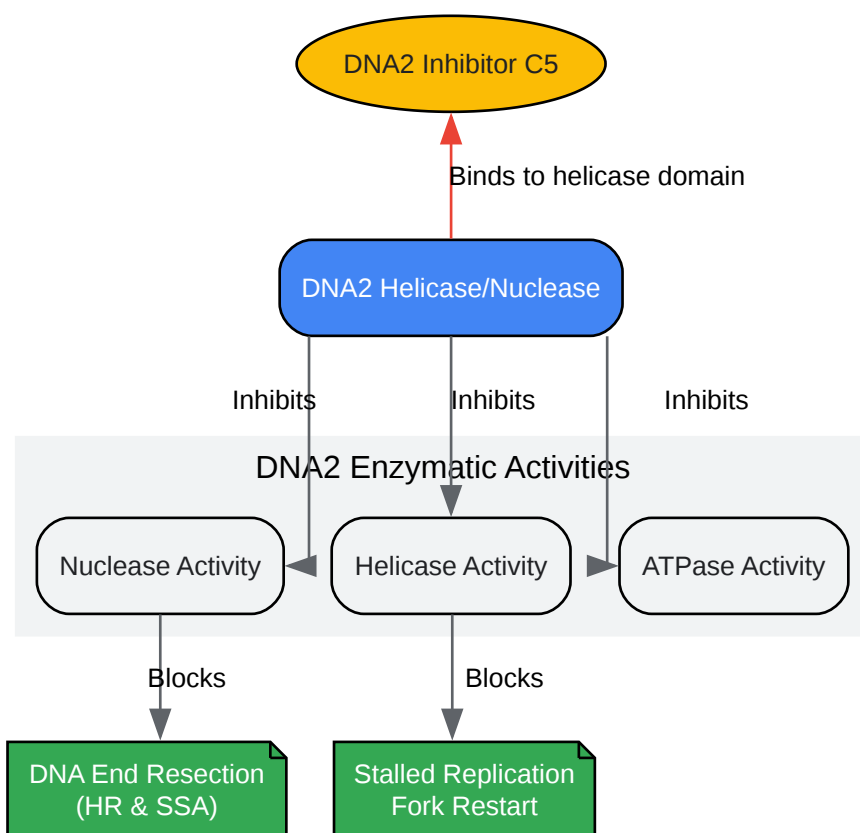 DNA2 Inhibitor C5
Binds to helicase domain
DNA2 Helicase/Nuclease
Inhibits
Inhibits
Inhibits
DNA2 Enzymatic Activities
Nuclease Activity
Helicase Activity
ATPase Activity
Blocks
Blocks
DNA End Resection
(HR & SSA)
Stalled Replication
Fork Restart